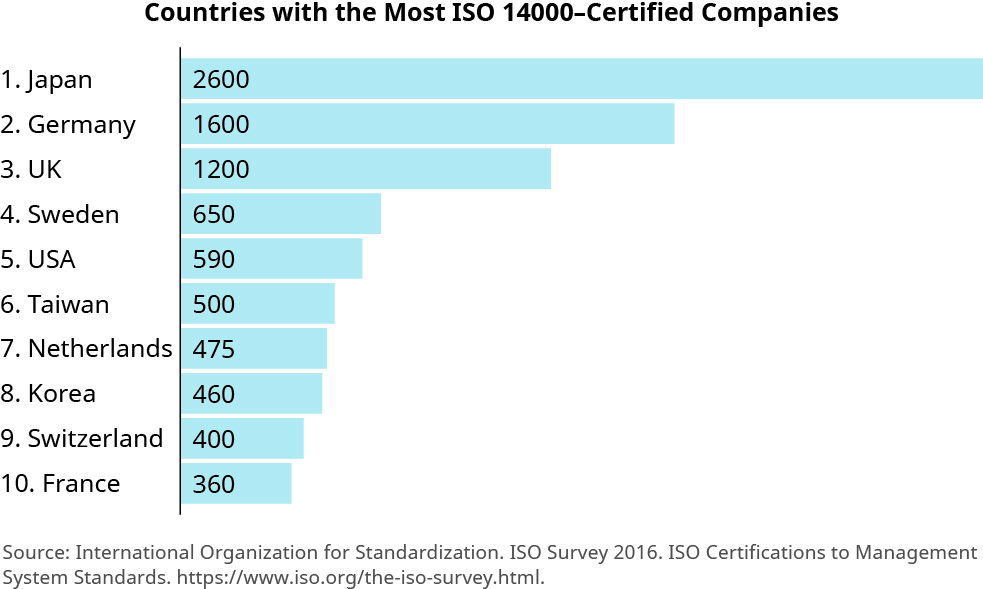 Countries with the Most ISO 14000–Certified Companies
1. Japan 2600
2. Germany 1600
3. UK 1200
4. Sweden 650
5. USA 590
6. Taiwan 500
7. Netherlands 475
8. Korea 460
9. Switzerland 400
10. France 360
Source: International Organization for Standardization. ISO Survey 2016. ISO Certifications to Management
System Standards. https://www.iso.org/the-iso-survey.html.